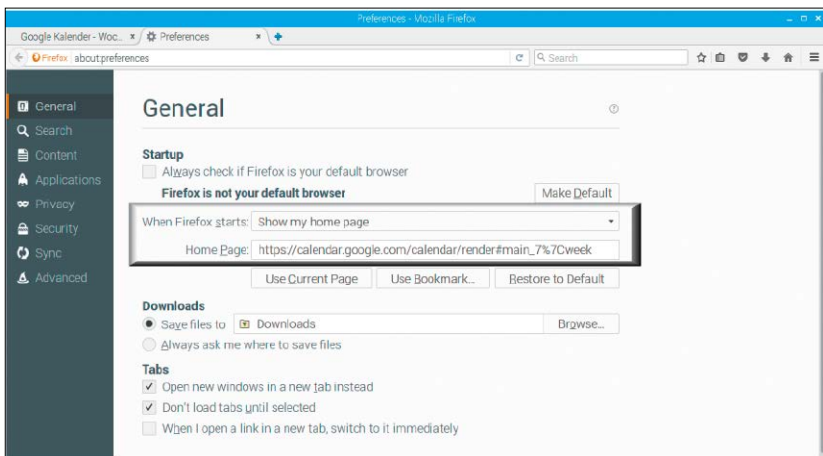 Preferences - Mozilla Firefox
Google Kalender - Woc... × Preferences × +
Firefox about:preferences Search
General
Search
Content
Applications
Privacy
Security
Sync
Advanced
General
Startup
Always check if Firefox is your default browser
Firefox is not your default browser Make Default
When Firefox starts: Show my home page
Home Page: https://calendar.google.com/calendar/render#main_7%7Cweek
Use Current Page Use Bookmark... Restore to Default
Downloads
Save files to Downloads Browse...
Always ask me where to save files
Tabs
Open new windows in a new tab instead
Don't load tabs until selected
When I open a link in a new tab, switch to it immediately